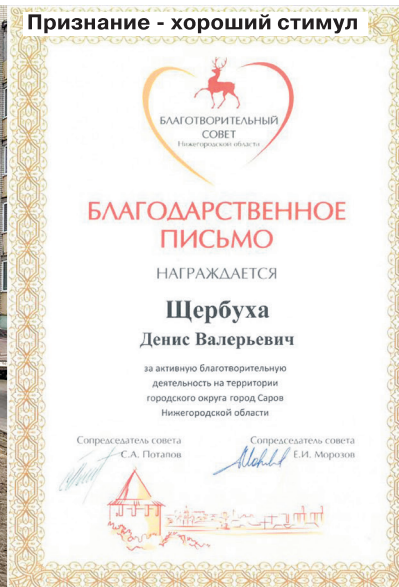 Признание - хороший стимул
БЛАГОТВОРИТЕЛЬНЫЙ
СОВЕТ
Нижегородской области
БЛАГОДАРСТВЕННОЕ
ПИСЬМО
НАГРАЖДАЕТСЯ
Щербуха
Денис Валерьевич
за активную благотворительную
деятельность на территории
городского округа город Саров
Нижегородской области
Сопредседатель совета
С.А. Потапов
Сопредседатель совета
Е.И. Морозов